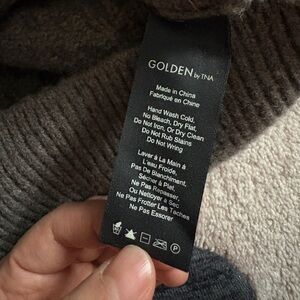 GOLDEN by TNA
Made in China
Fabriqué en Chine
Hand Wash Cold,
No Bleach, Dry Flat,
Do Not Iron, Or Dry Clean
Do Not Rub Stains
Do Not Wring
Laver à La Main à
L'eau Froide,
Pas De Blanchiment,
Sécher à Plat,
Ne Pas Repasser,
Ou Nettoyer à Sec
Ne Pas Frotter Les Taches
Ne Pas Essorer
P